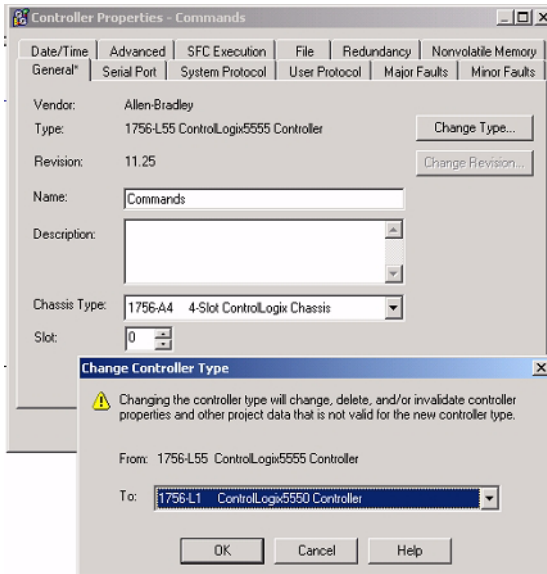 Controller Properties - Commands
Date/Time Advanced SFC Execution File Redundancy Nonvolatile Memory
General* Serial Port System Protocol User Protocol Major Faults Minor Faults
Vendor: Allen-Bradley
Type: 1756-L55 ControlLogix5555 Controller Change Type...
Revision: 11.25 Change Revision...
Name: Commands
Description:
Chassis Type: 1756-A4 4-Slot ControlLogix Chassis
Slot: 0
Change Controller Type
Changing the controller type will change, delete, and/or invalidate controller
properties and other project data that is not valid for the new controller type.
From: 1756-L55 ControlLogix5555 Controller
To: 1756-L1 ControlLogix5550 Controller
OK Cancel Help